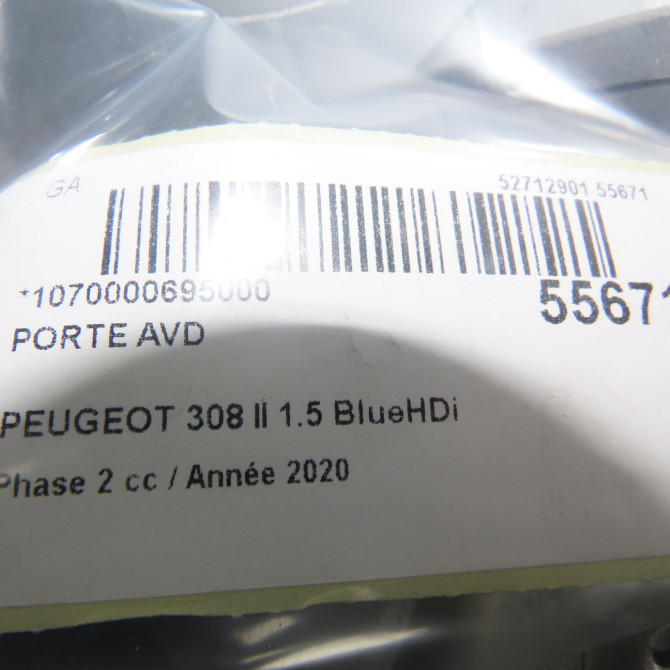 GA
52712901 55671
*1070000695000
55671
PORTE AVD
PEUGEOT 308 II 1.5 BlueHDi
Phase 2 cc / Année 2020